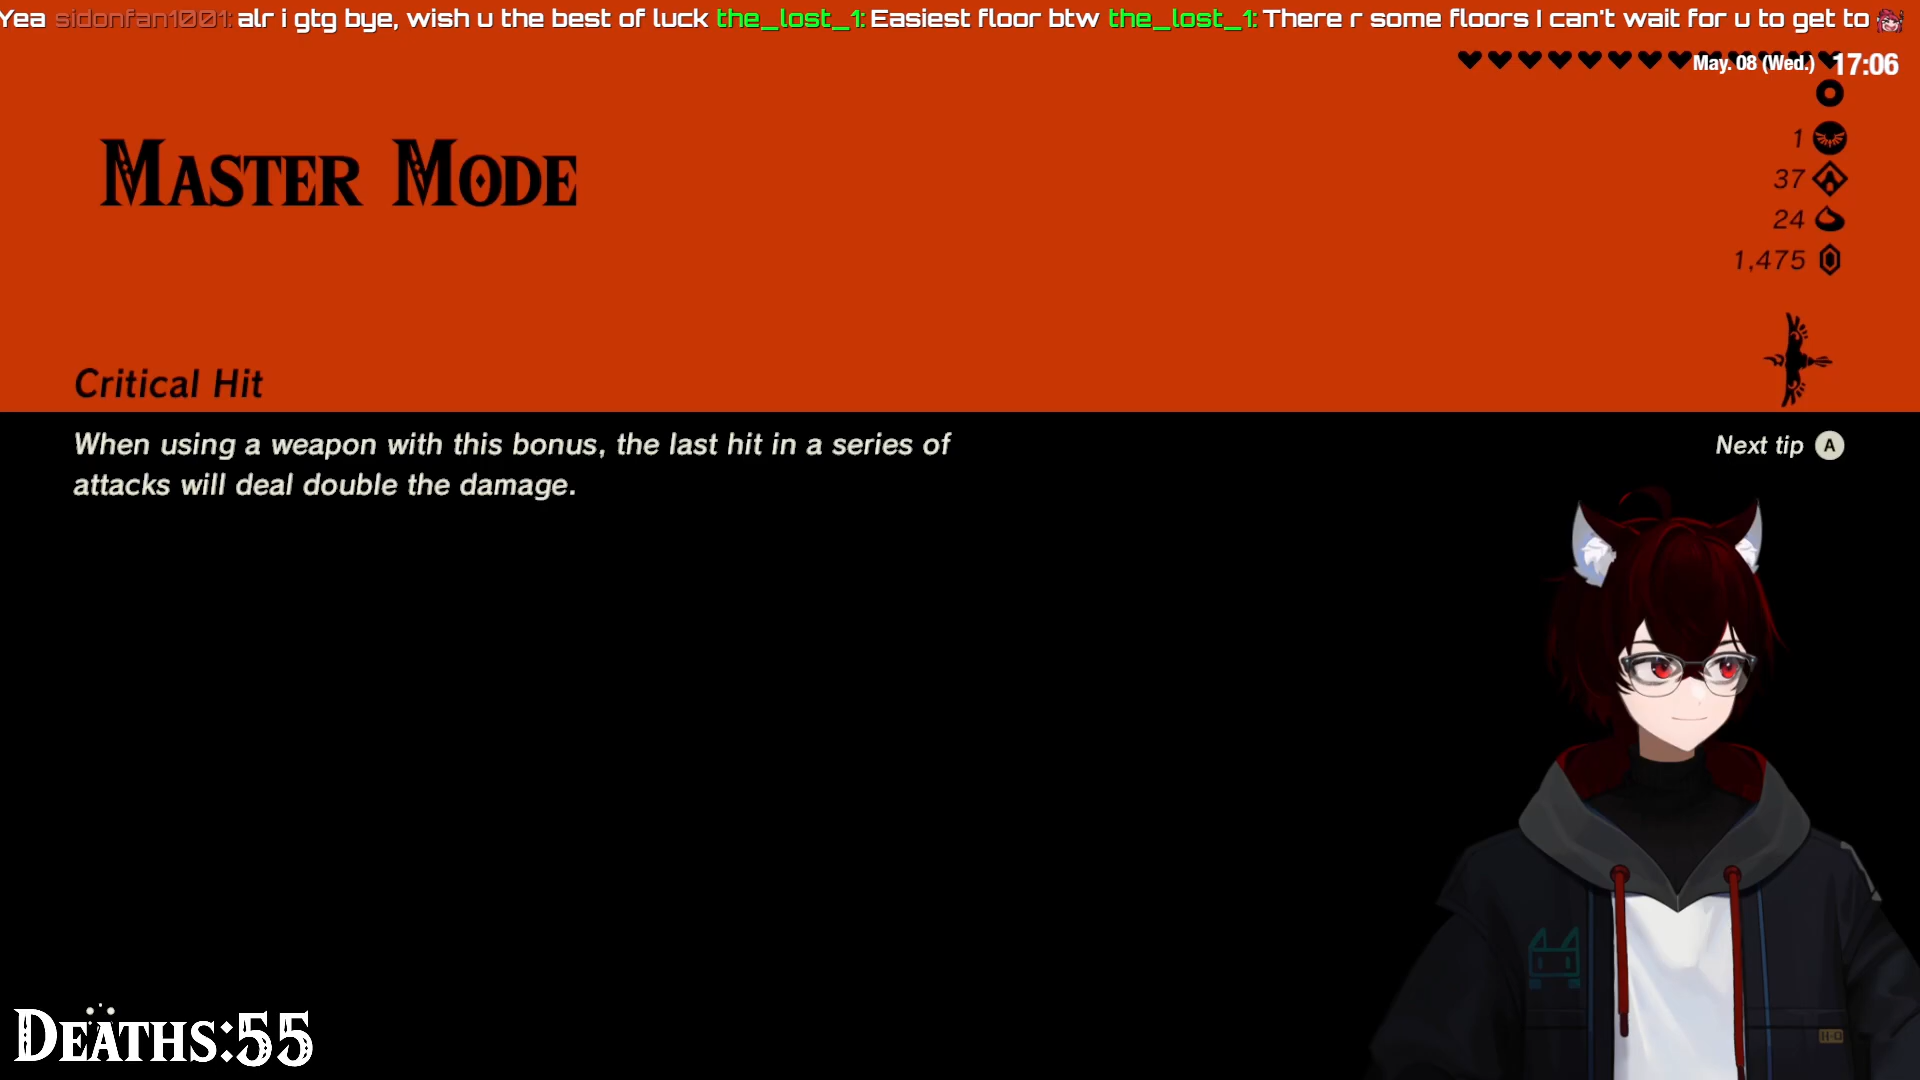 Yea sidonfan1001: alr i gtg bye, wish u the best of luck the_lost_1: Easiest floor btw the_lost_1: There r some floors I can't wait for u to get to
May. 08 (Wed.) 17:06
MASTER MODE
1
37
24
1,475
Critical Hit
When using a weapon with this bonus, the last hit in a series of
attacks will deal double the damage.
Next tip A
DEATHS:55